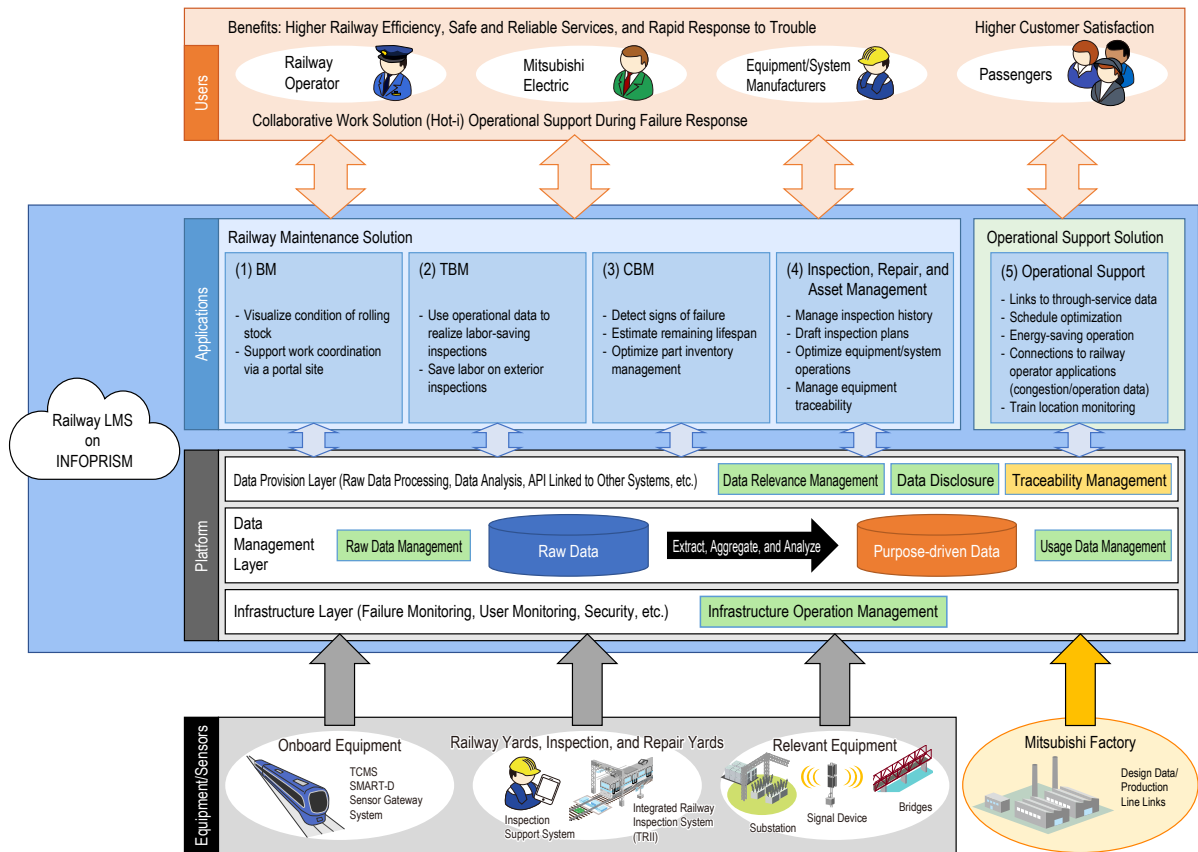 Benefits: Higher Railway Efficiency, Safe and Reliable Services, and Rapid Response to Trouble
Higher Customer Satisfaction
Users
Railway
Operator
Mitsubishi
Electric
Equipment/System
Manufacturers
Passengers
Collaborative Work Solution (Hot-i) Operational Support During Failure Response
Railway LMS
on
INFOPRISM
Applications
Railway Maintenance Solution
(1) BM
- Visualize condition of rolling
stock
- Support work coordination
via a portal site
(2) TBM
- Use operational data to
realize labor-saving
inspections
- Save labor on exterior
inspections
(3) CBM
- Detect signs of failure
- Estimate remaining lifespan
- Optimize part inventory
management
(4) Inspection, Repair, and
Asset Management
- Manage inspection history
- Draft inspection plans
- Optimize equipment/system
operations
- Manage equipment
traceability
Operational Support Solution
(5) Operational Support
- Links to through-service data
- Schedule optimization
- Energy-saving operation
- Connections to railway
operator applications
(congestion/operation data)
- Train location monitoring
Platform
Data Provision Layer (Raw Data Processing, Data Analysis, API Linked to Other Systems, etc.)
Data Relevance Management
Data Disclosure
Traceability Management
Data
Management
Layer
Raw Data Management
Raw Data
Extract, Aggregate, and Analyze
Purpose-driven Data
Usage Data Management
Infrastructure Layer (Failure Monitoring, User Monitoring, Security, etc.)
Infrastructure Operation Management
Equipment/Sensors
Onboard Equipment
TCMS
SMART-D
Sensor Gateway
System
Railway Yards, Inspection, and Repair Yards
Inspection
Support System
Integrated Railway
Inspection System
(TRII)
Relevant Equipment
Substation
Signal Device
Bridges
Mitsubishi Factory
Design Data/
Production
Line Links